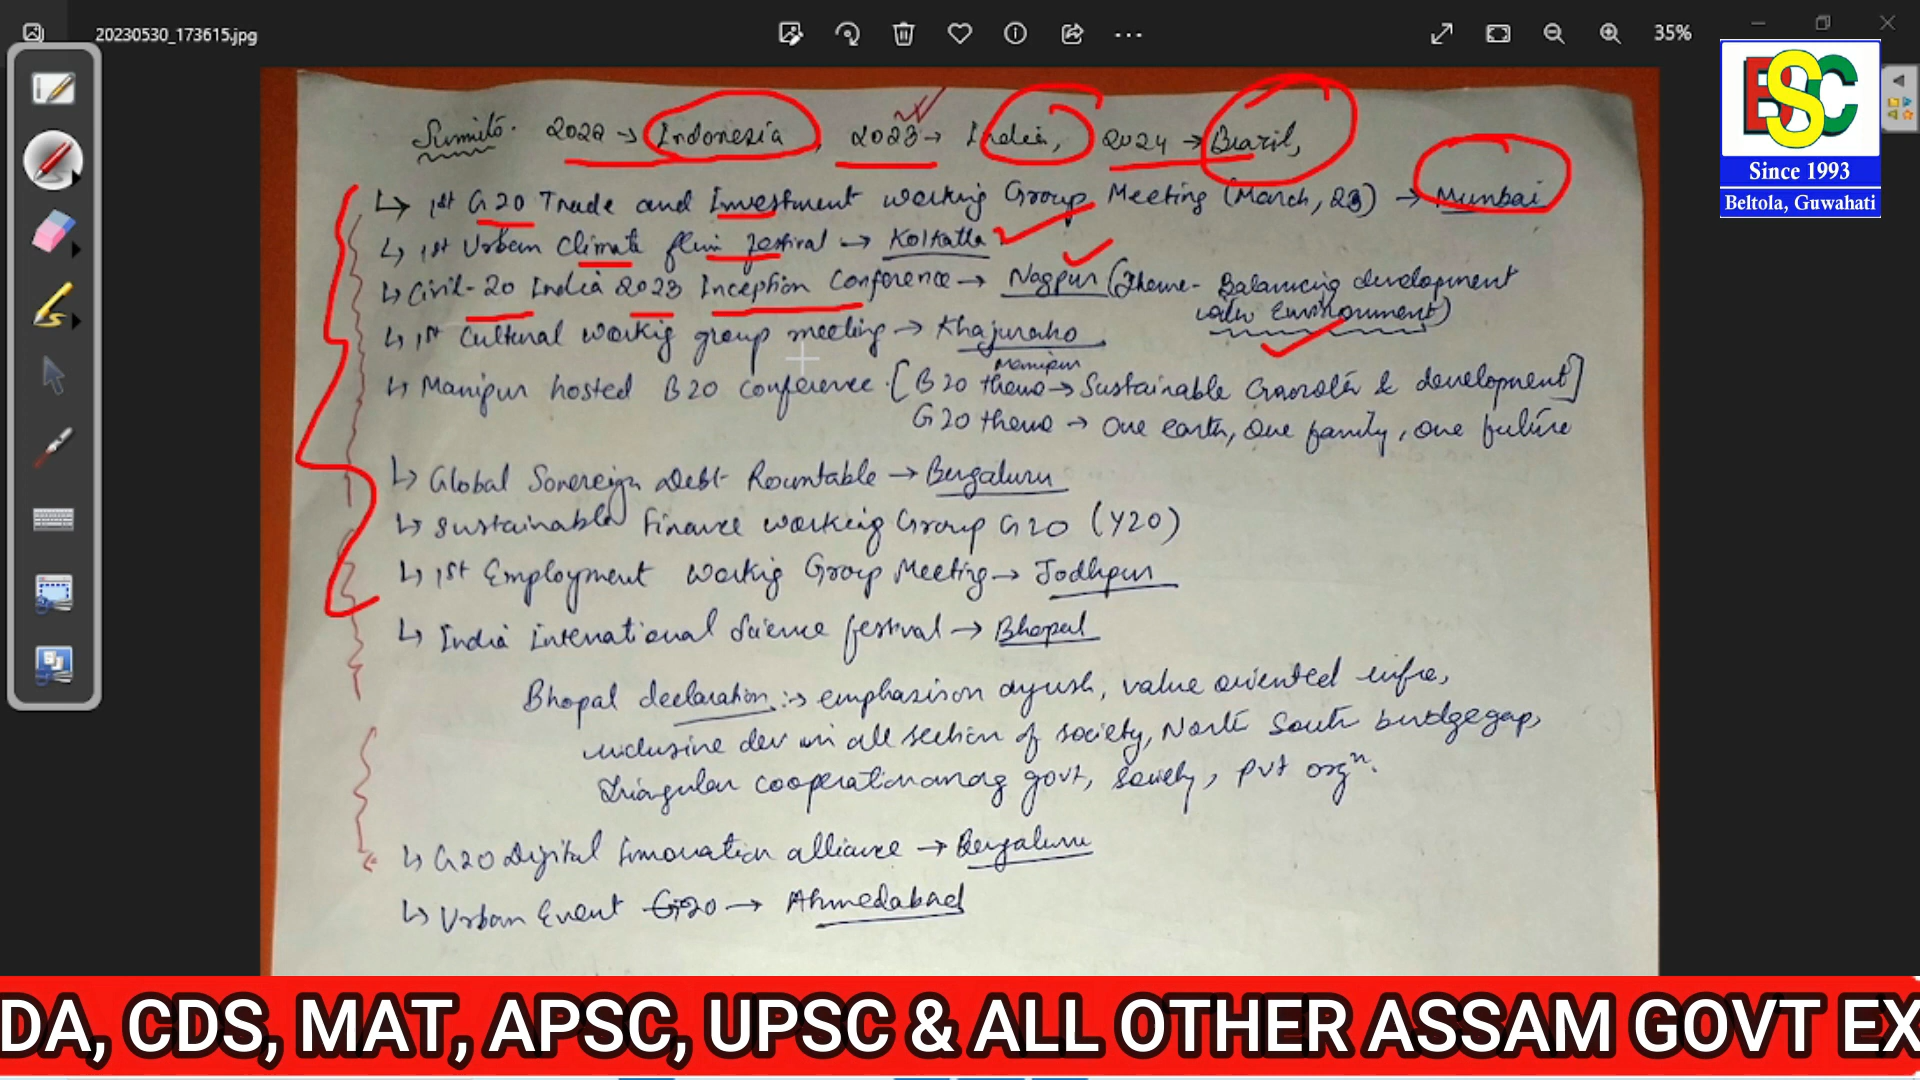 20230530_173615.jpg
35%
BSC
Since 1993
Beltola, Guwahati
Summits. 2022 → Indonesia, 2023 → India, 2024 → Brazil,
↳ 1st G20 Trade and Investment working Group Meeting (March, 23) → Mumbai
↳ 1st Urban Climate film festival → Kolkatta
↳ Civil-20 India 2023 Inception Conference → Nagpur (Theme- Balancing development
with Environment)
↳ 1st Cultural working group meeting → Khajuraho
↳ Manipur hosted B20 conference. [B20 theme → Sustainable Growth & development]
Manipur
G20 theme → One earth, one family, one future
↳ Global Sovereign Debt Rountable → Bengaluru
↳ Sustainable Finance working Group G20 (Y20)
↳ 1st Employment working Group Meeting → Jodhpur
↳ India International Science festival → Bhopal
Bhopal declaration :→ emphasis on ayush, value oriented infra,
inclusive dev in all section of society, North South bridge gap,
Triangular cooperation among govt, society, pvt orgⁿ.
↳ G20 Digital Innovation alliance → Bengaluru
↳ Urban Event G20 → Ahmedabad
DA, CDS, MAT, APSC, UPSC & ALL OTHER ASSAM GOVT EX